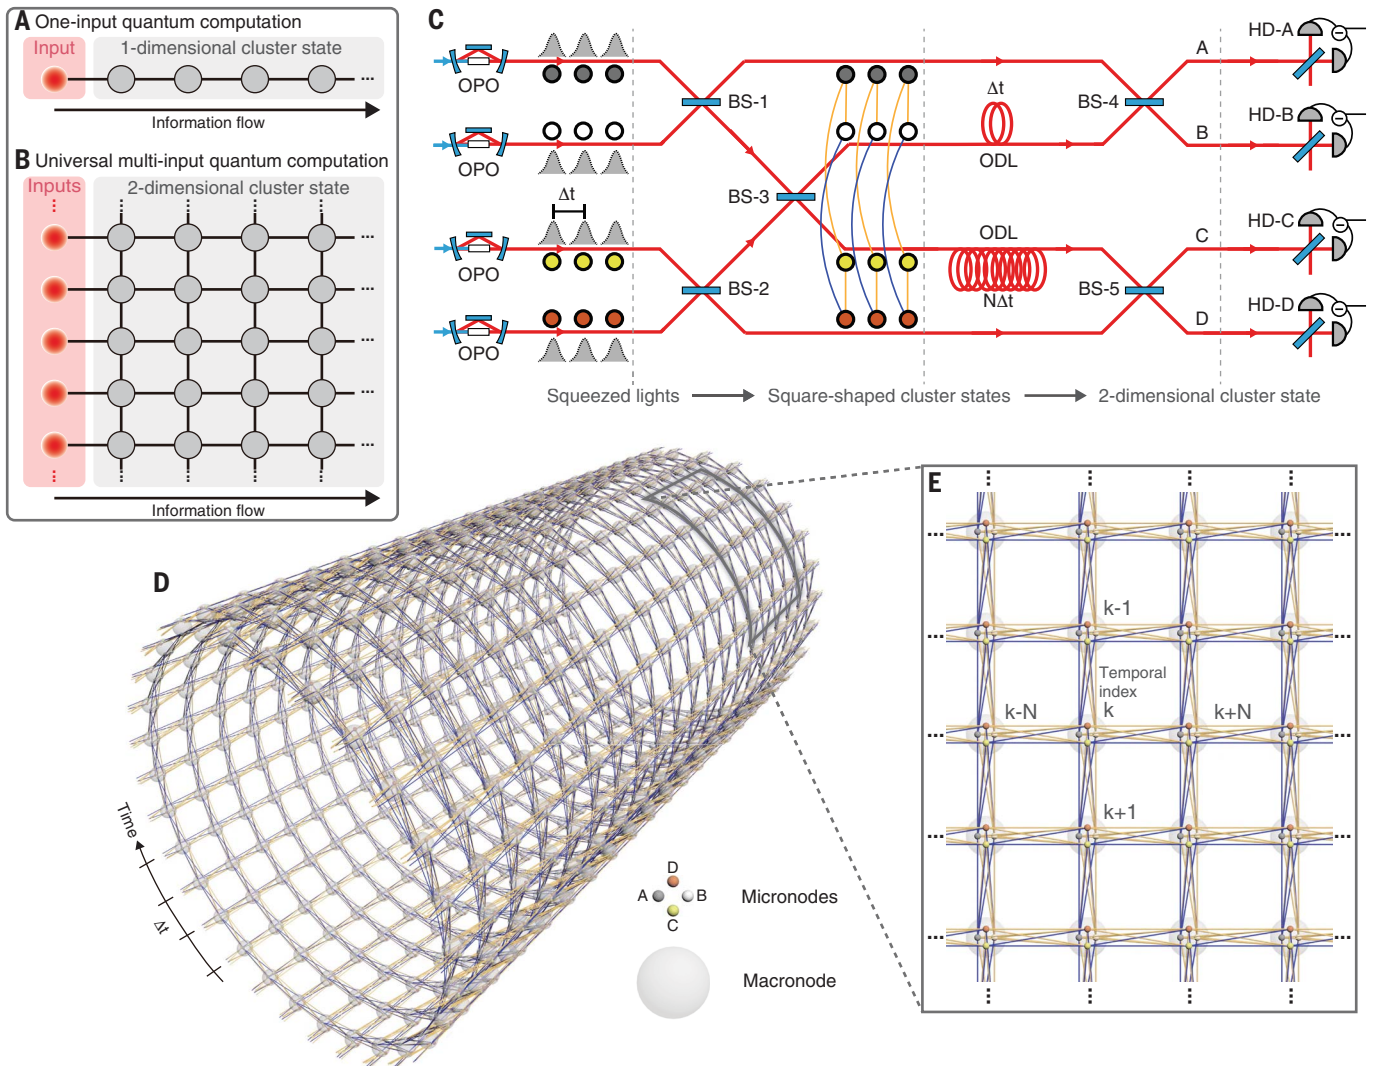 A One-input quantum computation
Input
1-dimensional cluster state
...
Information flow
B Universal multi-input quantum computation
Inputs
2-dimensional cluster state
...
...
...
...
...
Information flow
C
OPO
OPO
Δt
OPO
OPO
BS-1
BS-2
BS-3
Δt
ODL
ODL
NΔt
BS-4
BS-5
A
B
C
D
HD-A
HD-B
HD-C
HD-D
Squeezed lights
Square-shaped cluster states
2-dimensional cluster state
D
Time
Δt
D
A
B
C
Micronodes
Macronode
E
k-1
Temporal
index
k-N
k
k+N
k+1